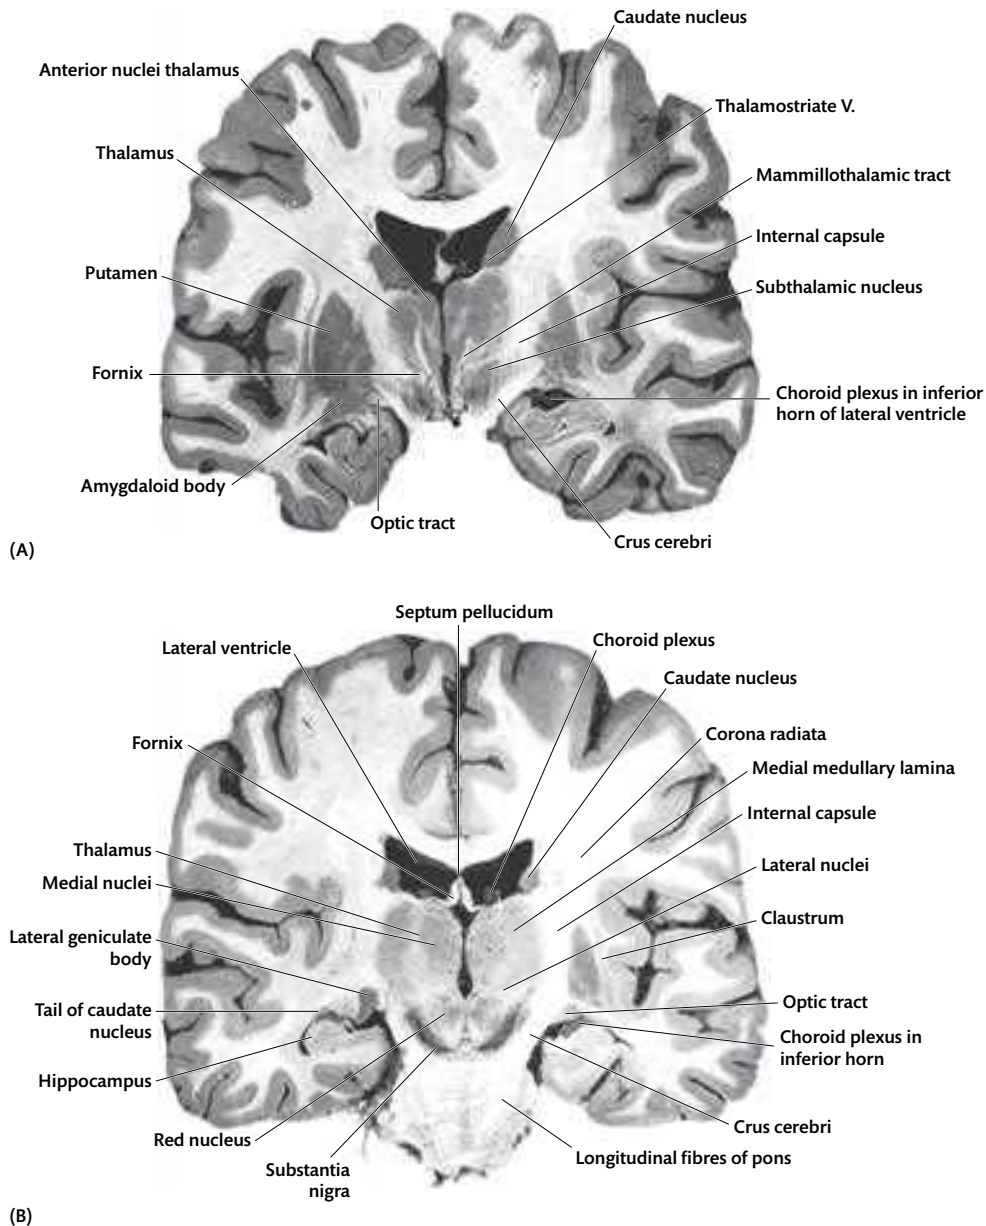 Caudate nucleus
Anterior nuclei thalamus
Thalamostriate V.
Thalamus
Mammillothalamic tract
Internal capsule
Putamen
Subthalamic nucleus
Fornix
Choroid plexus in inferior
horn of lateral ventricle
Amygdaloid body
Optic tract
Crus cerebri
(A)
Septum pellucidum
Lateral ventricle
Choroid plexus
Caudate nucleus
Fornix
Corona radiata
Medial medullary lamina
Internal capsule
Thalamus
Lateral nuclei
Medial nuclei
Claustrum
Lateral geniculate
body
Optic tract
Tail of caudate
nucleus
Choroid plexus in
inferior horn
Hippocampus
Crus cerebri
Red nucleus
Longitudinal fibres of pons
Substantia
nigra
(B)